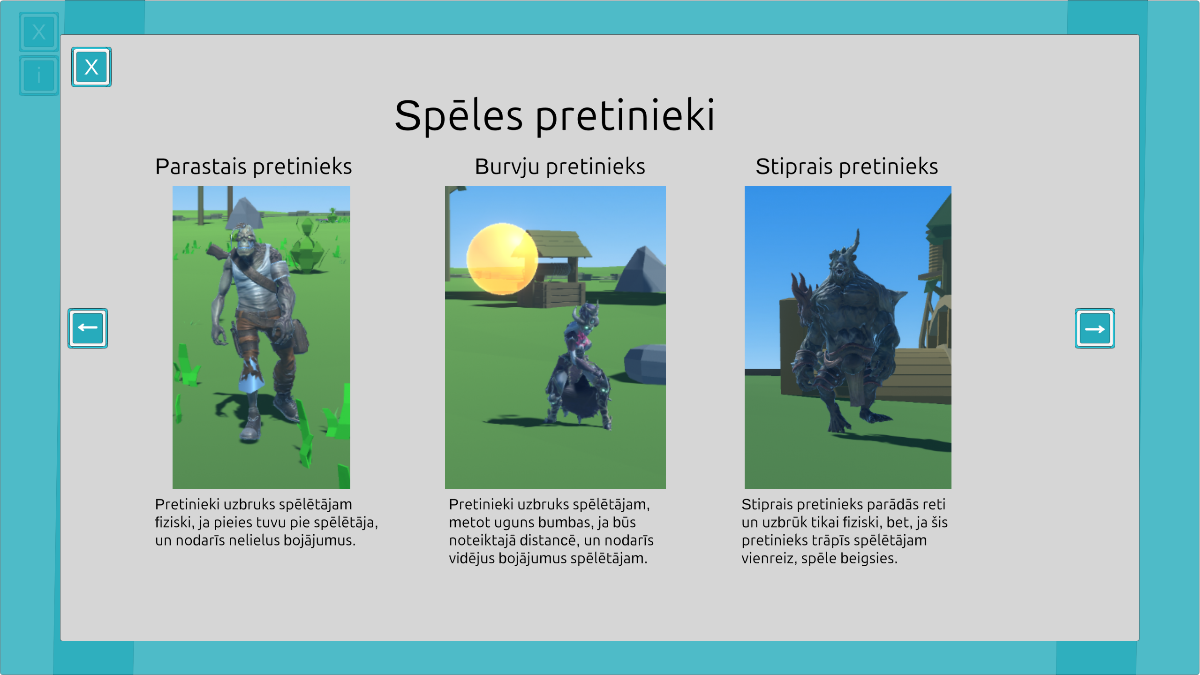 X
i
X
Spēles pretinieki
Parastais pretinieks
Burvju pretinieks
Stiprais pretinieks
←
→
Pretinieki uzbruks spēlētājam
fiziski, ja pieies tuvu pie spēlētāja,
un nodarīs nelielus bojājumus.
Pretinieki uzbruks spēlētājam,
metot uguns bumbas, ja būs
noteiktajā distancē, un nodarīs
vidējus bojājumus spēlētājam.
Stiprais pretinieks parādās reti
un uzbrūk tikai fiziski, bet, ja šis
pretinieks trāpīs spēlētājam
vienreiz, spēle beigsies.